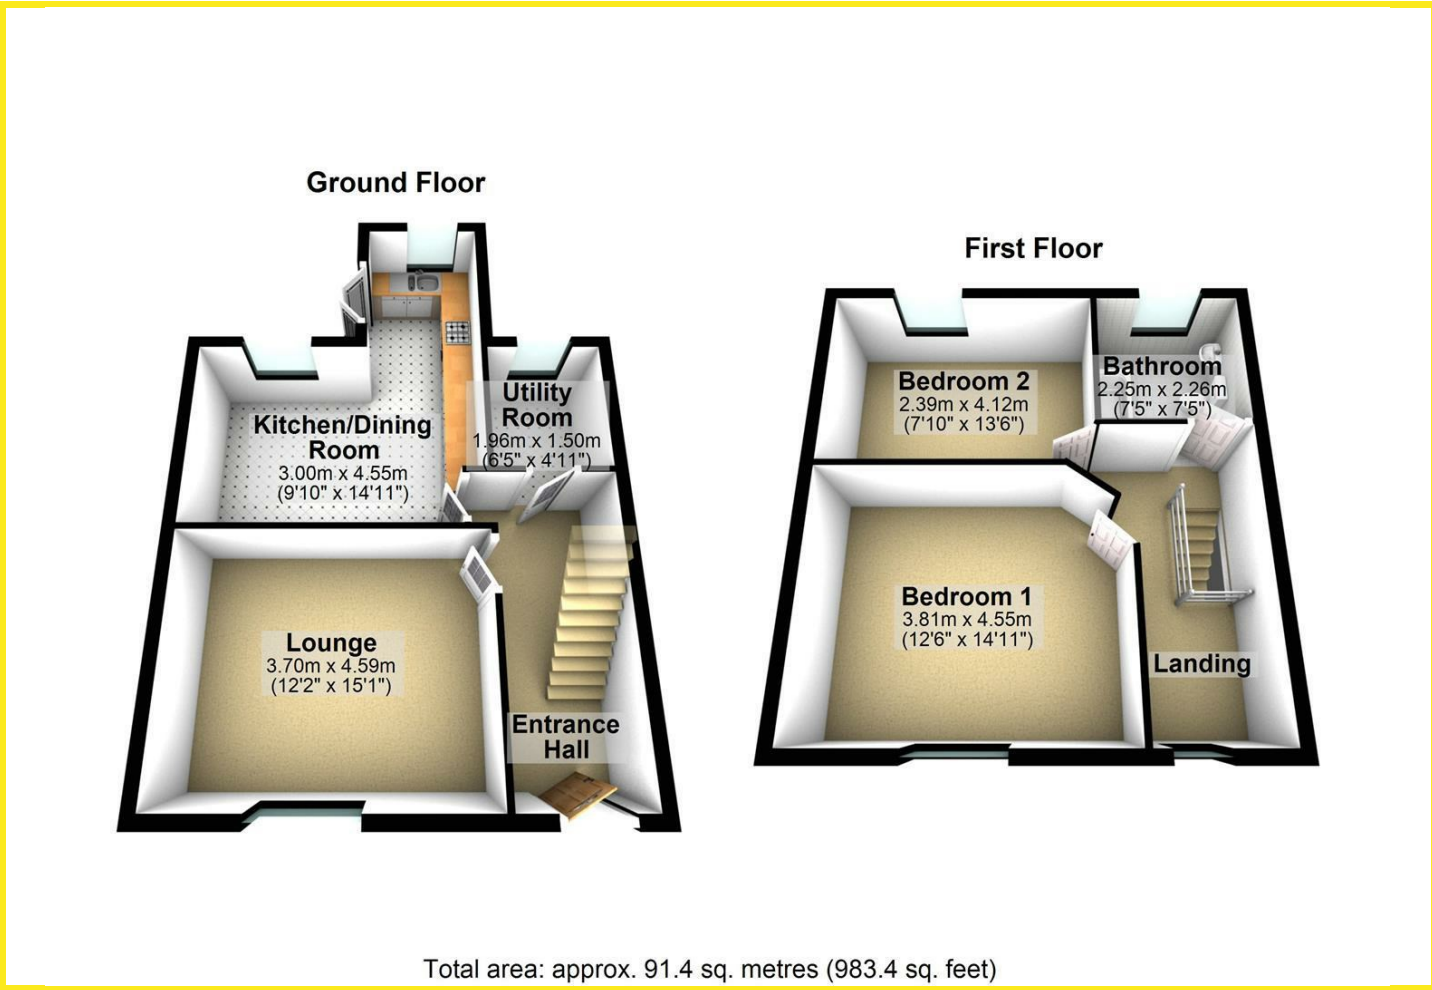 Ground Floor
Kitchen/Dining
Room
3.00m x 4.55m
(9'10" x 14'11")
Utility
Room
1.96m x 1.50m
(6'5" x 4'11")
Lounge
3.70m x 4.59m
(12'2" x 15'1")
Entrance
Hall
First Floor
Bedroom 2
2.39m x 4.12m
(7'10" x 13'6")
Bathroom
2.25m x 2.26m
(7'5" x 7'5")
Bedroom 1
3.81m x 4.55m
(12'6" x 14'11")
Landing
Total area: approx. 91.4 sq. metres (983.4 sq. feet)